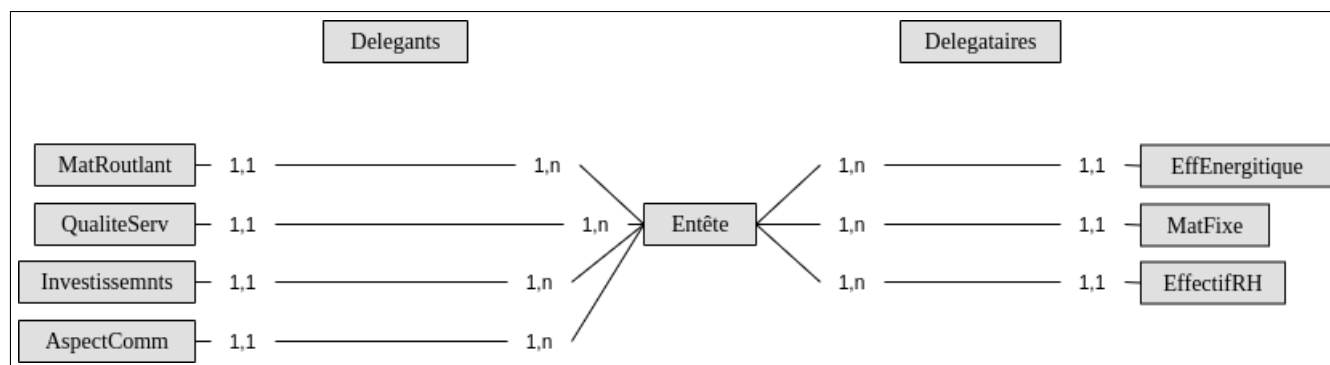 Delegants Delegataires
MatRoutlant 1,1 1,n 1,n 1,1 EffEnergitique
QualiteServ 1,1 1,n Entête 1,n 1,1 MatFixe
Investissemnts 1,1 1,n 1,n 1,1 EffectifRH
AspectComm 1,1 1,n